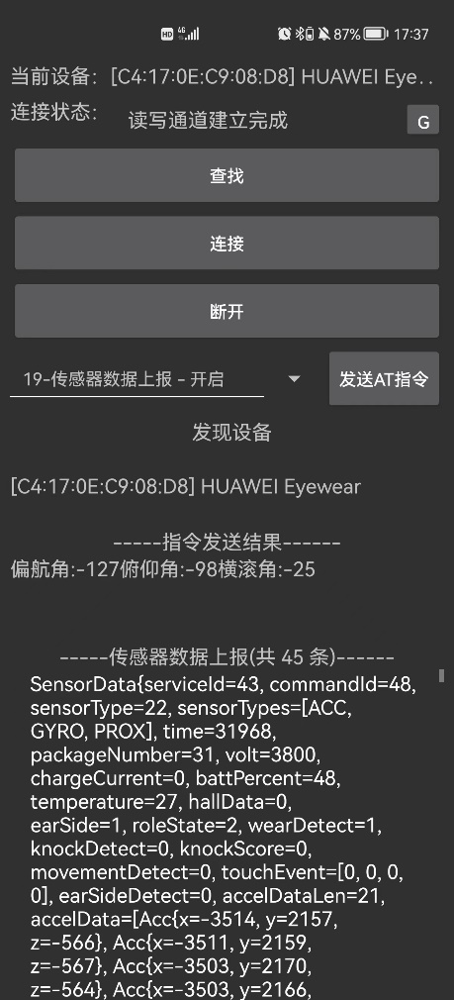 HD 4G 87% 17:37
当前设备：[C4:17:0E:C9:08:D8] HUAWEI Eye..
连接状态： 读写通道建立完成 G
查找
连接
断开
19-传感器数据上报 - 开启 发送AT指令
发现设备
[C4:17:0E:C9:08:D8] HUAWEI Eyewear
-----指令发送结果------
偏航角:-127俯仰角:-98横滚角:-25
-----传感器数据上报(共 45 条)------
SensorData{serviceId=43, commandId=48,
sensorType=22, sensorTypes=[ACC,
GYRO, PROX], time=31968,
packageNumber=31, volt=3800,
chargeCurrent=0, battPercent=48,
temperature=27, hallData=0,
earSide=1, roleState=2, wearDetect=1,
knockDetect=0, knockScore=0,
movementDetect=0, touchEvent=[0, 0, 0,
0], earSideDetect=0, accelDataLen=21,
accelData=[Acc{x=-3514, y=2157,
z=-566}, Acc{x=-3511, y=2159,
z=-567}, Acc{x=-3503, y=2170,
z=-564}, Acc{x=-3503, y=2166,